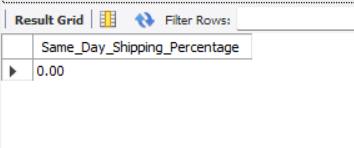 Result Grid Filter Rows:
Same_Day_Shipping_Percentage
0.00